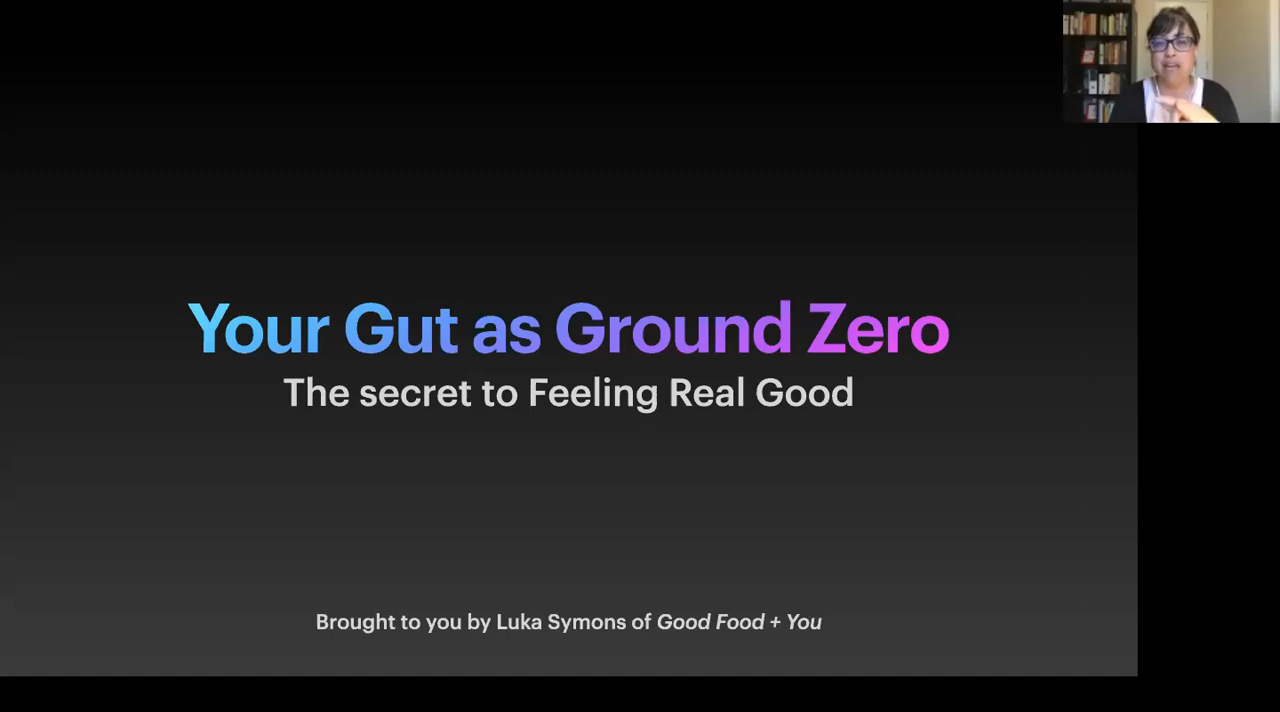 Your Gut as Ground Zero
The secret to Feeling Real Good
Brought to you by Luka Symons of Good Food + You